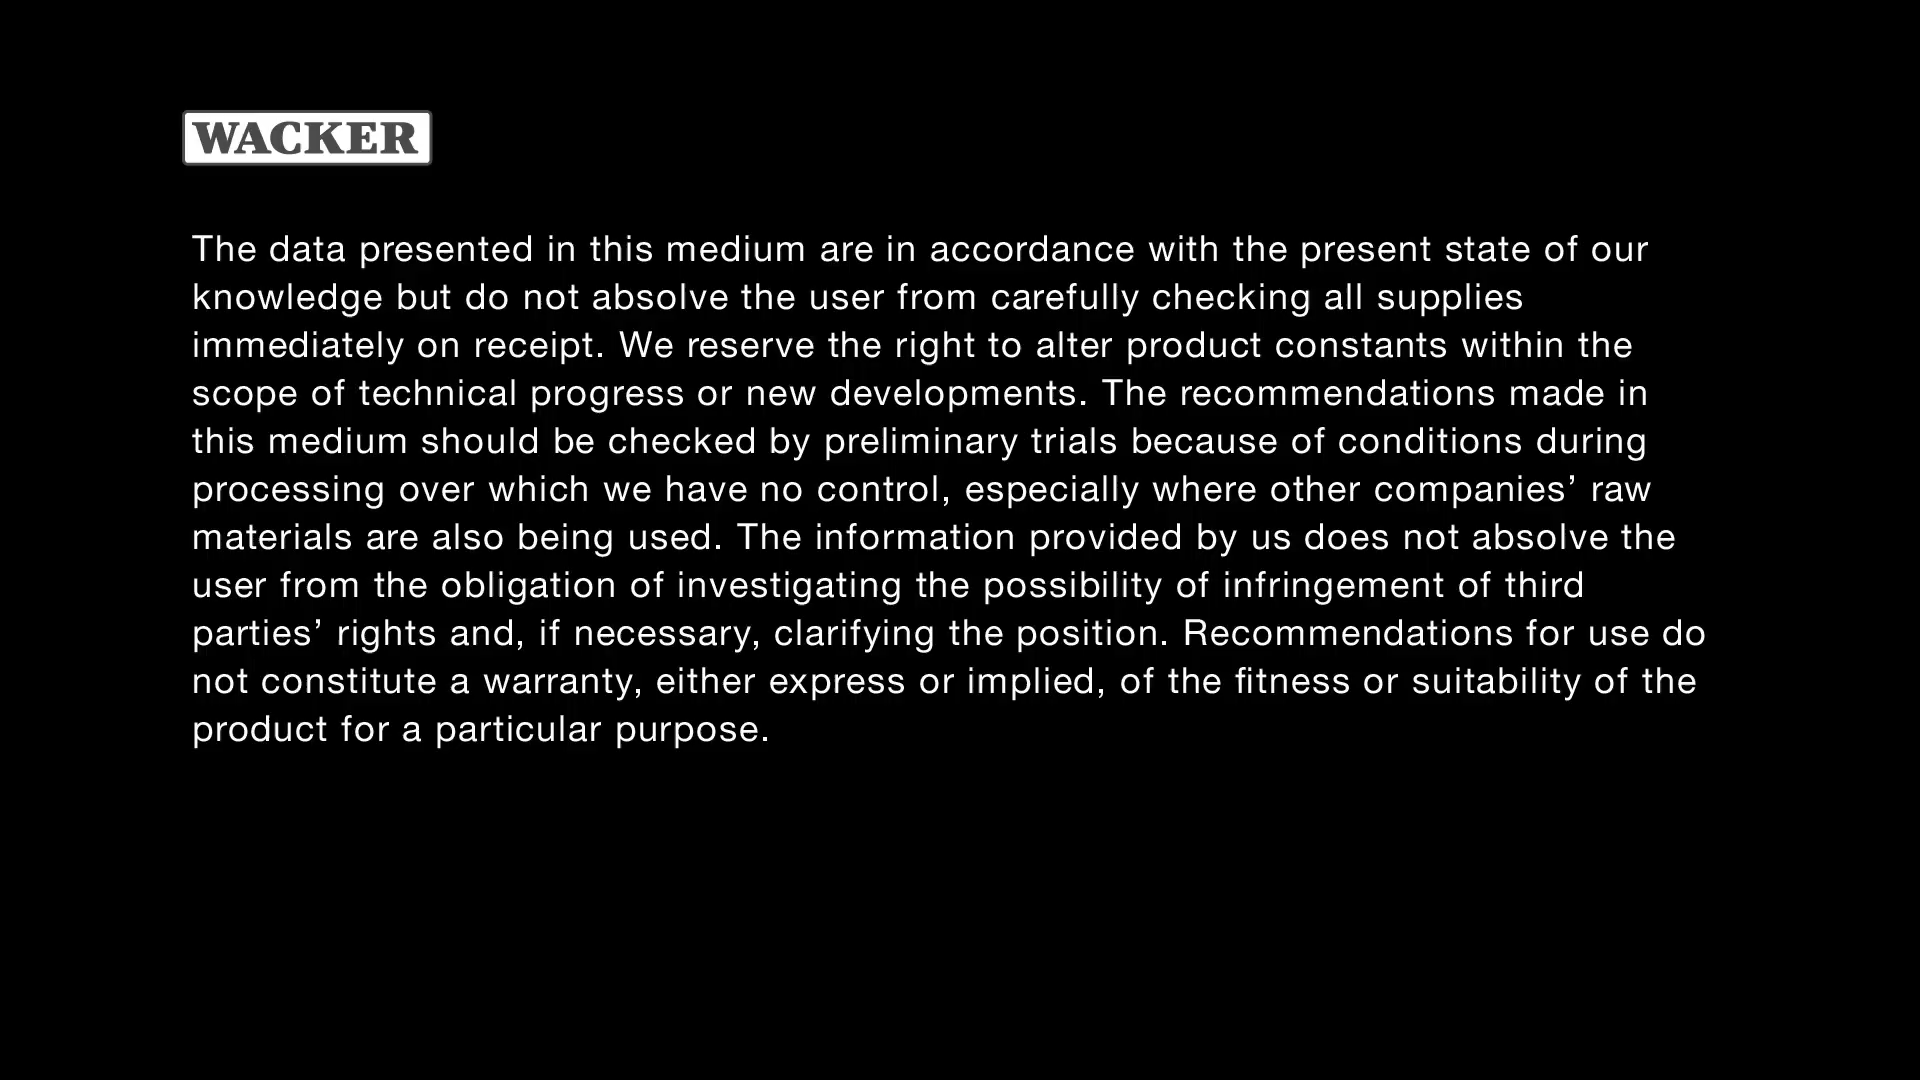 WACKER
The data presented in this medium are in accordance with the present state of our
knowledge but do not absolve the user from carefully checking all supplies
immediately on receipt. We reserve the right to alter product constants within the
scope of technical progress or new developments. The recommendations made in
this medium should be checked by preliminary trials because of conditions during
processing over which we have no control, especially where other companies’ raw
materials are also being used. The information provided by us does not absolve the
user from the obligation of investigating the possibility of infringement of third
parties’ rights and, if necessary, clarifying the position. Recommendations for use do
not constitute a warranty, either express or implied, of the fitness or suitability of the
product for a particular purpose.